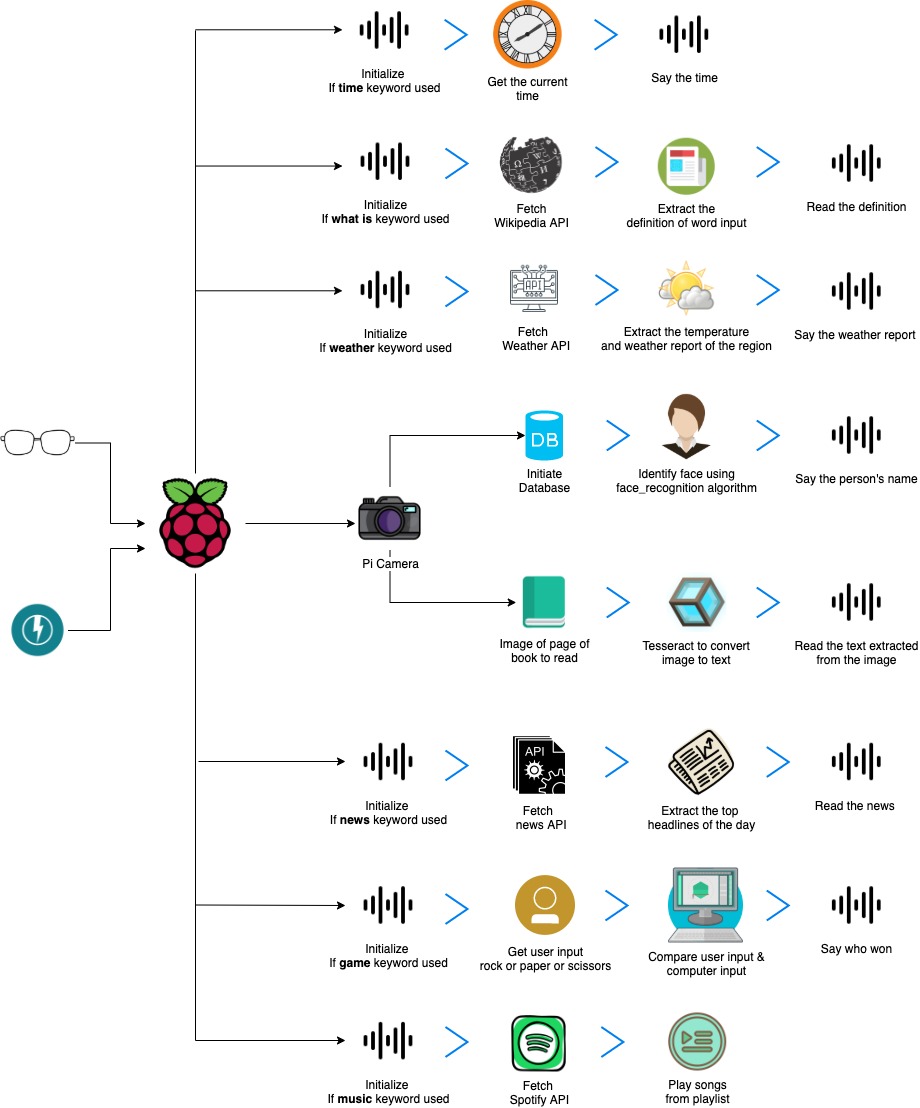 Initialize
If time keyword used
Get the current
time
Say the time
Initialize
If what is keyword used
Fetch
Wikipedia API
Extract the
definition of word input
Read the definition
API
Initialize
If weather keyword used
Fetch
Weather API
Extract the temperature
and weather report of the region
Say the weather report
DB
Initiate
Database
Identify face using
face_recognition algorithm
Say the person's name
Pi Camera
Image of page of
book to read
Tesseract to convert
image to text
Read the text extracted
from the image
API
Initialize
If news keyword used
Fetch
news API
Extract the top
headlines of the day
Read the news
Initialize
If game keyword used
Get user input
rock or paper or scissors
Compare user input &
computer input
Say who won
Initialize
If music keyword used
Fetch
Spotify API
Play songs
from playlist